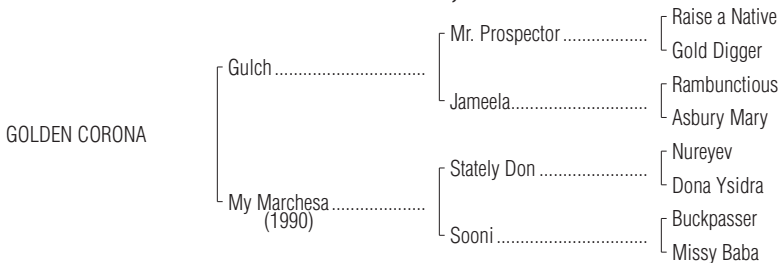 Raise a Native
Mr. Prospector ....................
Gold Digger
Gulch ...............................
Rambunctious
Jameela................................
Asbury Mary
GOLDEN CORONA
Nureyev
Stately Don .........................
Dona Ysidra
My Marchesa ...................
(1990)
Buckpasser
Sooni ...................................
Missy Baba